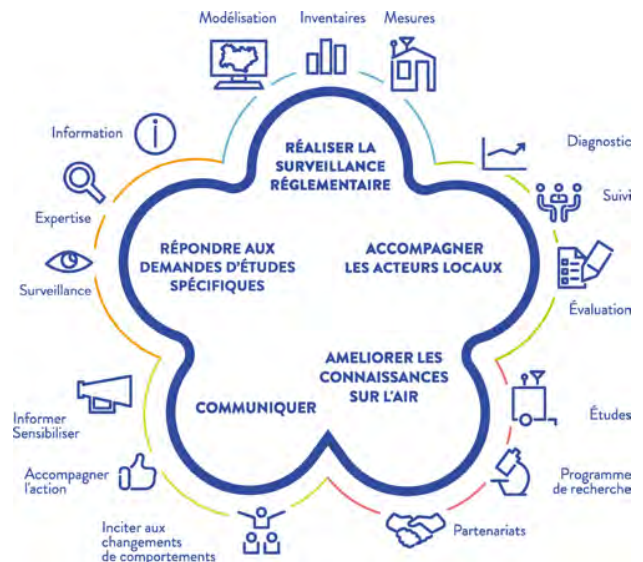 Modélisation
Inventaires
Mesures
Information
Diagnostic
RÉALISER LA
SURVEILLANCE
RÉGLEMENTAIRE
Suivi
Expertise
RÉPONDRE AUX
DEMANDES D'ÉTUDES
SPÉCIFIQUES
ACCOMPAGNER
LES ACTEURS LOCAUX
Surveillance
Évaluation
AMELIORER LES
CONNAISSANCES
SUR L'AIR
COMMUNIQUER
Informer
Sensibiliser
Études
Accompagner
l'action
Programme
de recherche
Inciter aux
changements
de comportements
Partenariats